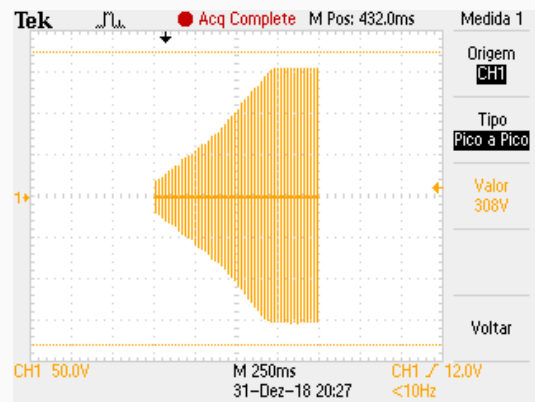 Tek Acq Complete M Pos: 432.0ms Medida 1
Origem
CH1
Tipo
Pico a Pico
1
Valor
308V
Voltar
CH1 50.0V M 250ms CH1 12.0V
31-Dez-18 20:27 <10Hz